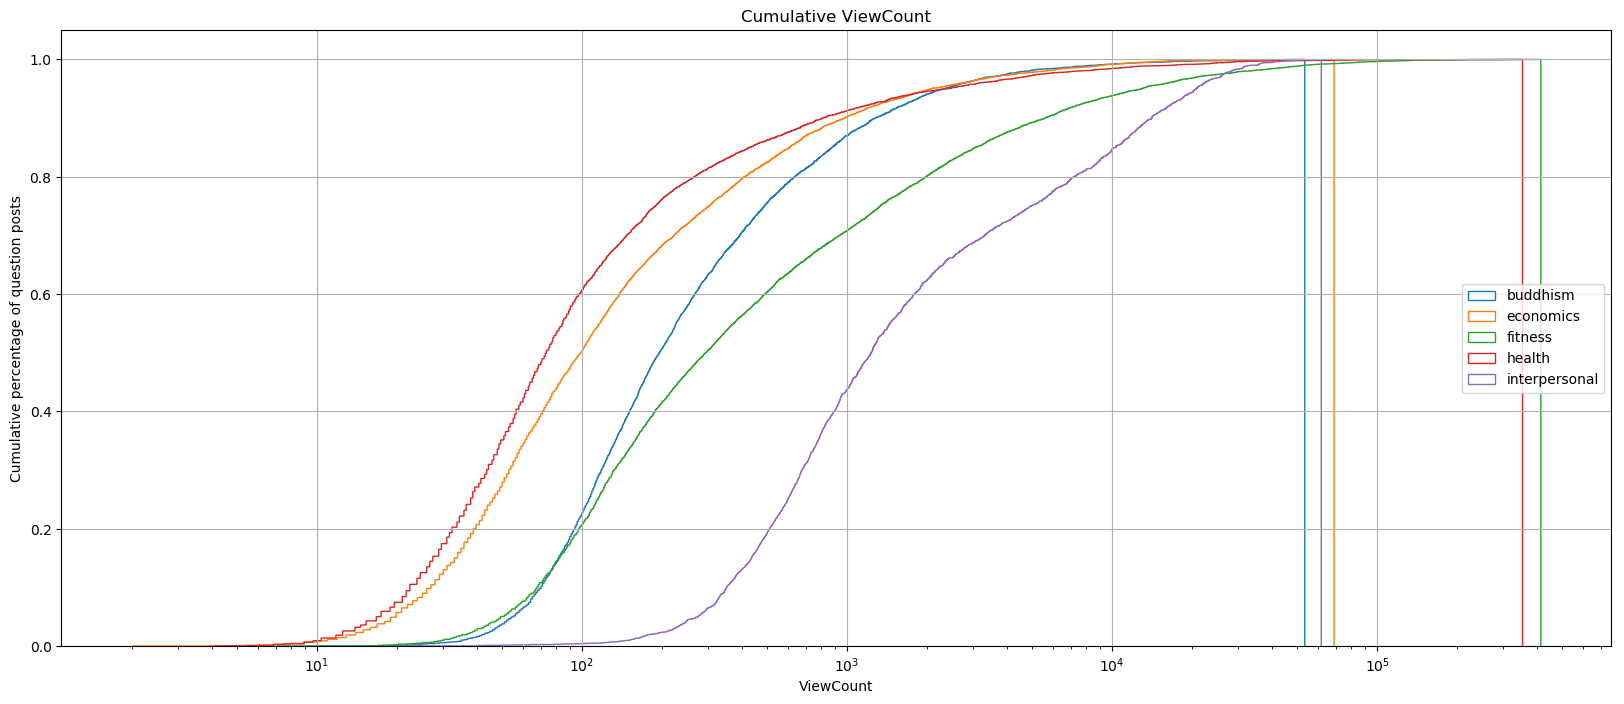 Cumulative ViewCount
Cumulative percentage of question posts
1.0
0.8
0.6
0.4
0.2
0.0
buddhism
economics
fitness
health
interpersonal
10¹ 10² 10³ 10⁴ 10⁵
ViewCount